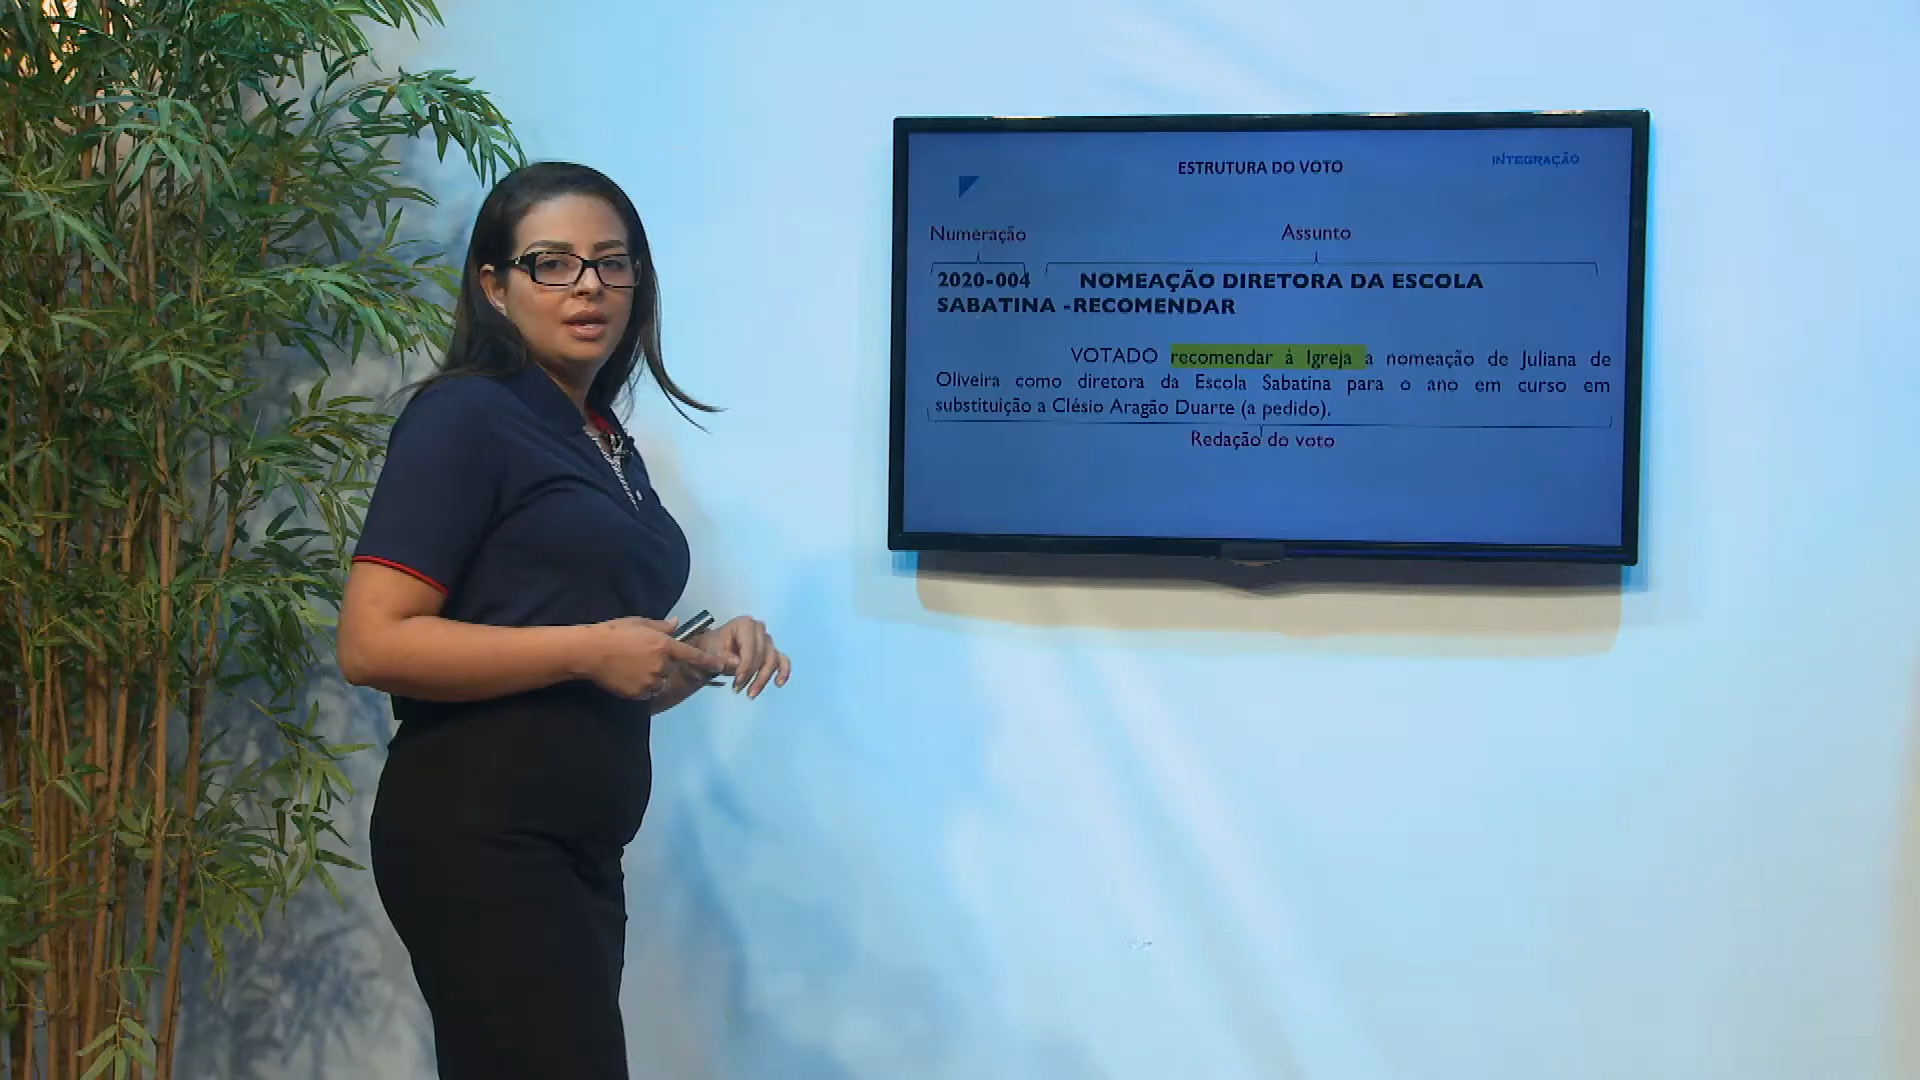 INTEGRAÇÃO
ESTRUTURA DO VOTO
Numeração
Assunto
2020-004 NOMEAÇÃO DIRETORA DA ESCOLA
SABATINA -RECOMENDAR
VOTADO recomendar à Igreja a nomeação de Juliana de
Oliveira como diretora da Escola Sabatina para o ano em curso em
substituição a Clésio Aragão Duarte (a pedido).
Redação do voto